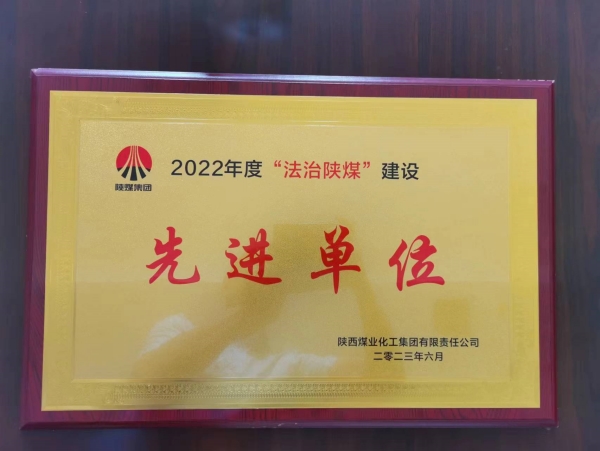 陕煤集团
2022年度“法治陕煤”建设
先进单位
陕西煤业化工集团有限责任公司
二零二三年六月